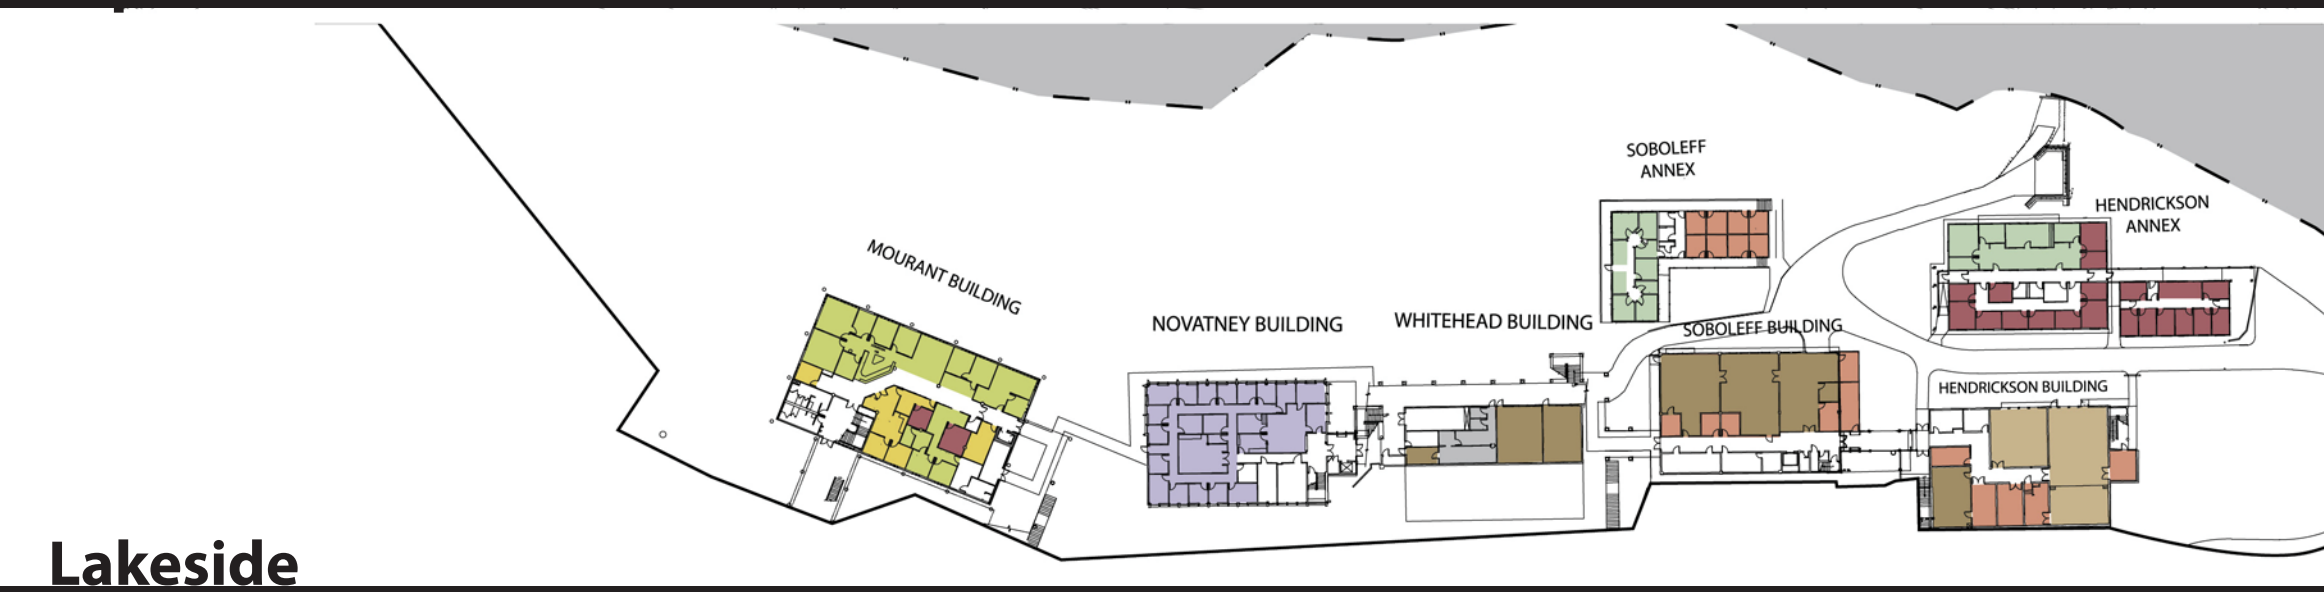 SOBOLEFF
ANNEX
HENDRICKSON
ANNEX
MOURANT BUILDING
NOVATNEY BUILDING
WHITEHEAD BUILDING
SOBOLEFF BUILDING
HENDRICKSON BUILDING
Lakeside